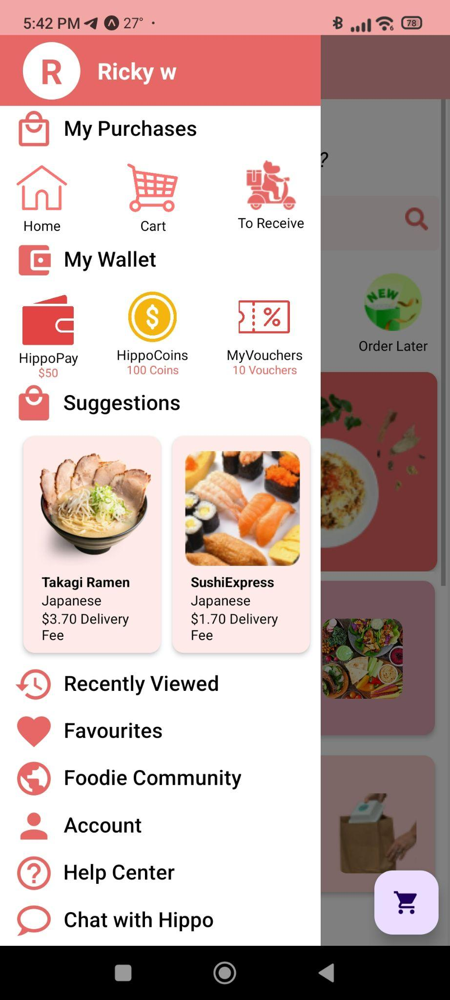 5:42 PM 27° 6 78
R Ricky w
My Purchases
?
Home Cart To Receive
My Wallet
NEW
Order Later
$ %
HippoPay HippoCoins MyVouchers
$50 100 Coins 10 Vouchers
Suggestions
Takagi Ramen
Japanese
$3.70 Delivery
Fee
SushiExpress
Japanese
$1.70 Delivery
Fee
Recently Viewed
Favourites
Foodie Community
Account
? Help Center
Chat with Hippo